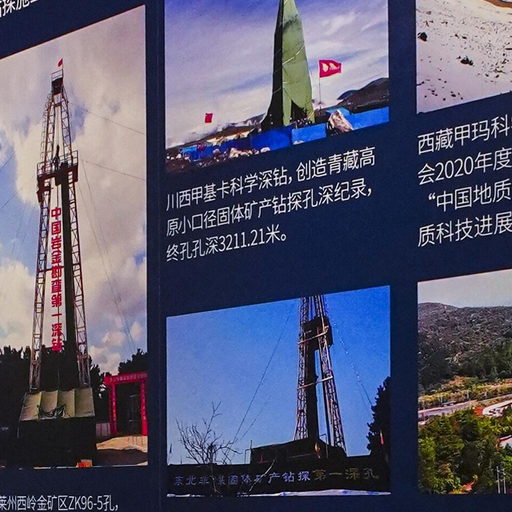 中国岩金勘查第一深钻
莱州西岭金矿区ZK96-5孔,
川西甲基卡科学深钻, 创造青藏高
原小口径固体矿产钻探孔深纪录,
终孔孔深3211.21米。
固体矿产钻探第一深孔
西藏甲玛科学
会2020年度
“中国地质
质科技进展